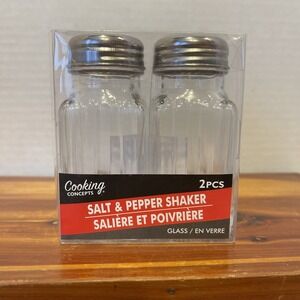 Cooking
CONCEPTS
2PCS
SALT & PEPPER SHAKER
SALIÈRE ET POIVRIÈRE
GLASS / EN VERRE